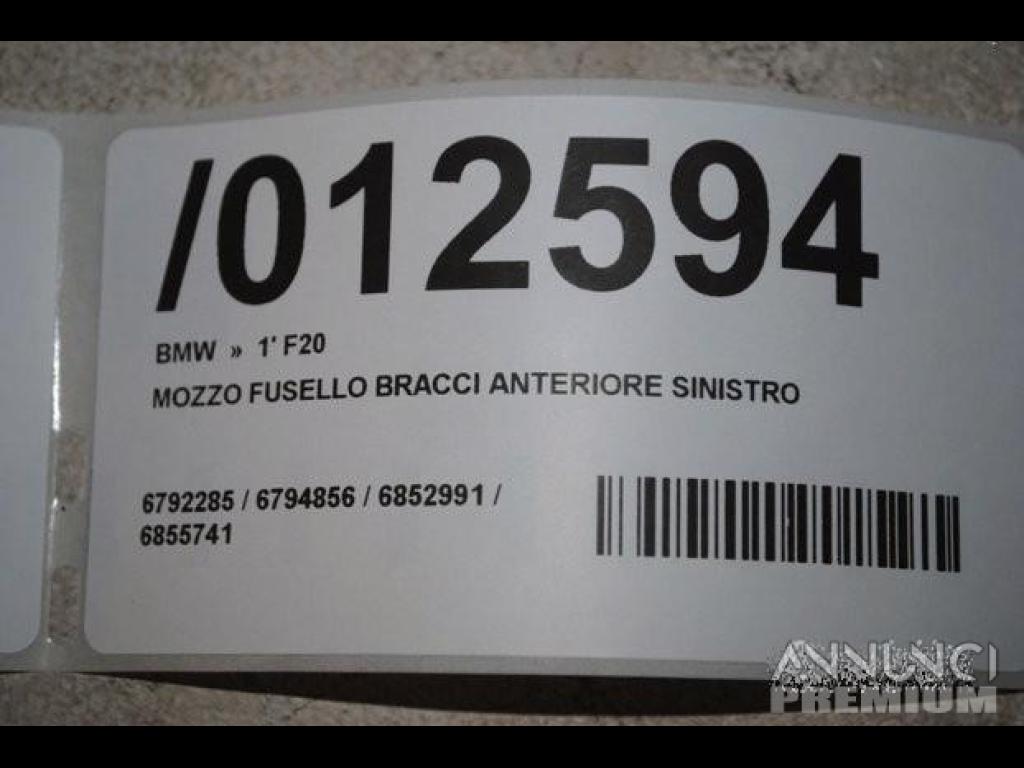 /012594
BMW » 1' F20
MOZZO FUSELLO BRACCI ANTERIORE SINISTRO
6792285 / 6794856 / 6852991 /
6855741
ANNUNCI
PREMIUM